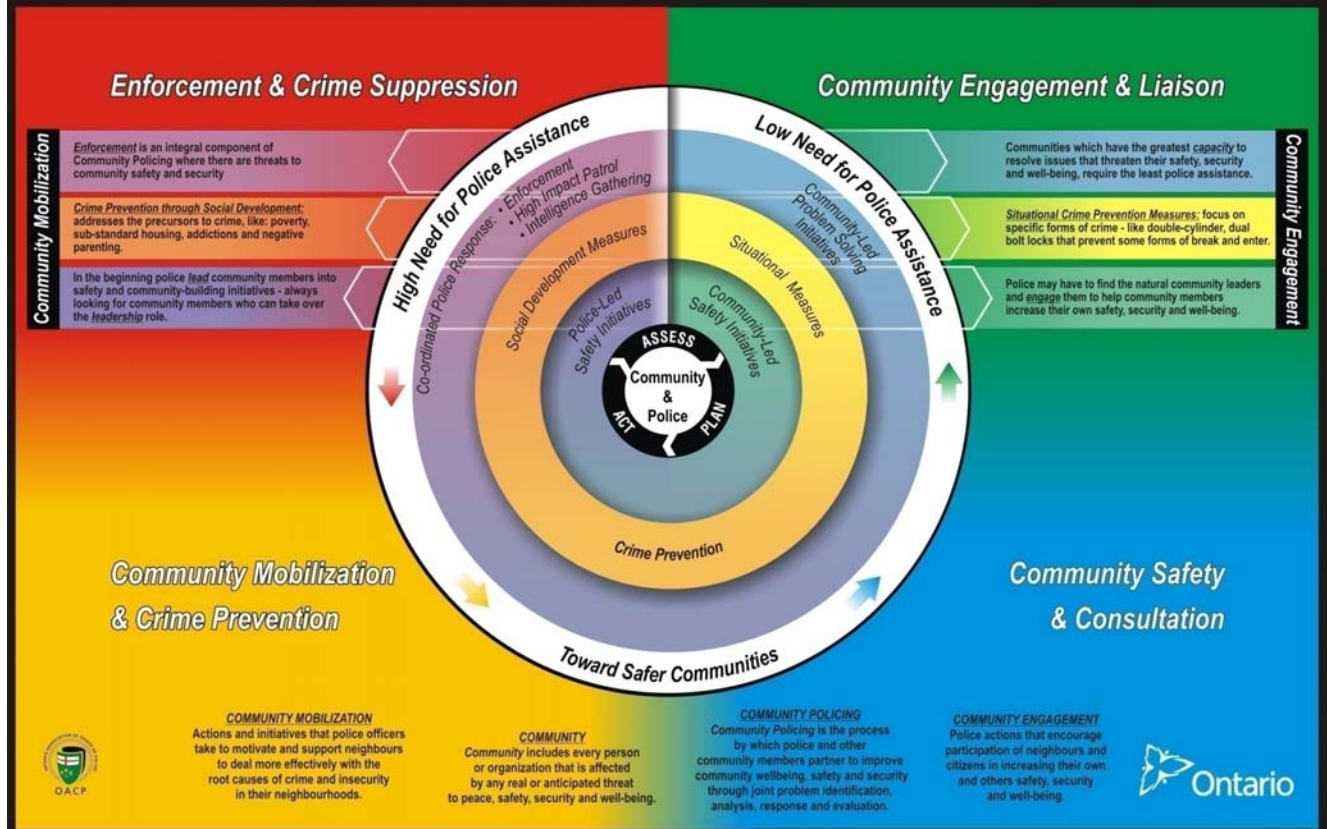 Enforcement & Crime Suppression
Community Engagement & Liaison
Community Mobilization
Enforcement is an integral component of
Community Policing where there are threats to
community safety and security
Crime Prevention through Social Development:
addresses the precursors to crime, like: poverty,
sub-standard housing, addictions and negative
parenting.
In the beginning police lead community members into
safety and community-building initiatives - always
looking for community members who can take over
the leadership role.
High Need for Police Assistance
Low Need for Police Assistance
Co-ordinated Police Response: • Enforcement
• High Impact Patrol
• Intelligence Gathering
Social Development Measures
Police-Led
Safety Initiatives
Community-Led
Problem Solving
Initiatives
Situational Measures
Community-Led
Safety Initiatives
ASSESS
PLAN
ACT
Community
&
Police
Crime Prevention
Toward Safer Communities
Communities which have the greatest capacity to
resolve issues that threaten their safety, security
and well-being, require the least police assistance.
Situational Crime Prevention Measures; focus on
specific forms of crime - like double-cylinder, dual
bolt locks that prevent some forms of break and enter.
Police may have to find the natural community leaders
and engage them to help community members
increase their own safety, security and well-being.
Community Engagement
Community Mobilization
& Crime Prevention
Community Safety
& Consultation
OACP
COMMUNITY MOBILIZATION
Actions and initiatives that police officers
take to motivate and support neighbours
to deal more effectively with the
root causes of crime and insecurity
in their neighbourhoods.
COMMUNITY
Community includes every person
or organization that is affected
by any real or anticipated threat
to peace, safety, security and well-being.
COMMUNITY POLICING
Community Policing is the process
by which police and other
community members partner to improve
community wellbeing, safety and security
through joint problem identification,
analysis, response and evaluation.
COMMUNITY ENGAGEMENT
Police actions that encourage
participation of neighbours and
citizens in increasing their own
and others safety, security
and well-being.
Ontario